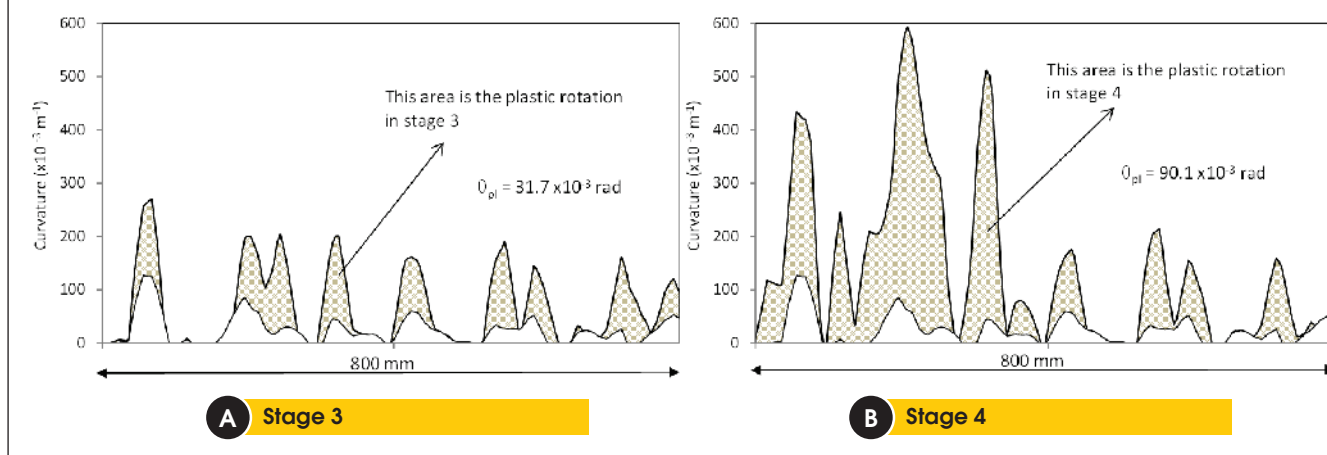 600
500
400
300
200
100
0
Curvature (x10⁻³ m⁻¹)
This area is the plastic rotation
in stage 3
θpl = 31.7 x10⁻³ rad
800 mm
A Stage 3
600
500
400
300
200
100
0
Curvature (x10⁻³ m⁻¹)
This area is the plastic rotation
in stage 4
θpl = 90.1 x10⁻³ rad
800 mm
B Stage 4